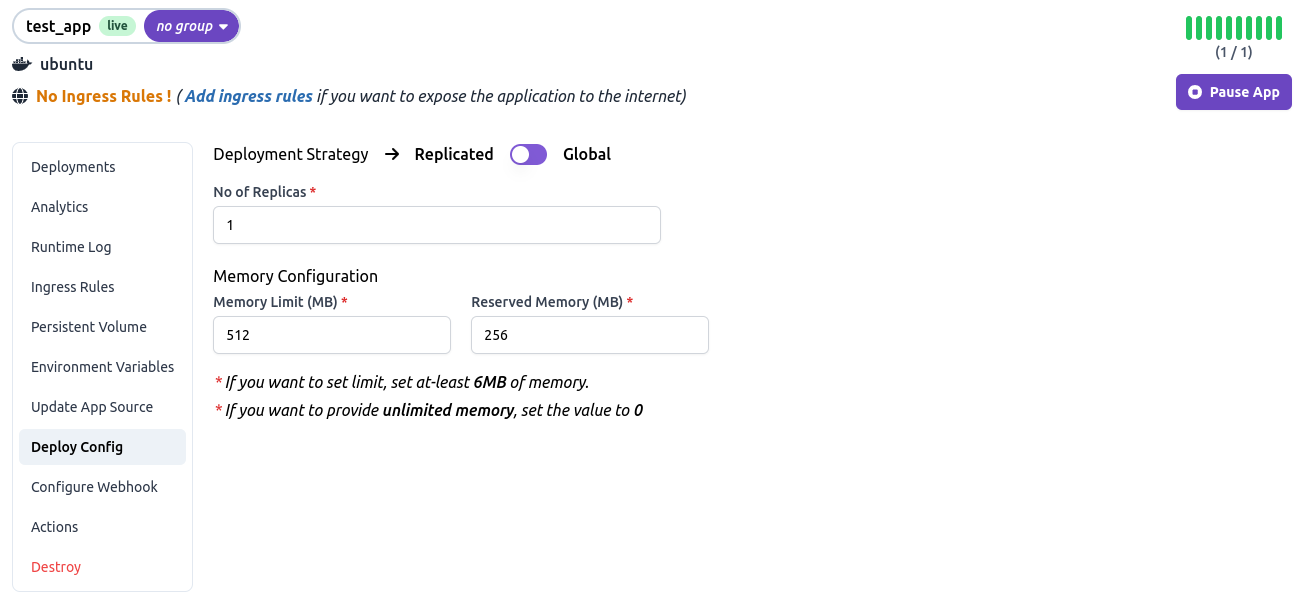 test_app live no group
(1 / 1)
ubuntu
Pause App
No Ingress Rules ! ( Add ingress rules if you want to expose the application to the internet)
Deployments
Analytics
Runtime Log
Ingress Rules
Persistent Volume
Environment Variables
Update App Source
Deploy Config
Configure Webhook
Actions
Destroy
Deployment Strategy → Replicated Global
No of Replicas *
1
Memory Configuration
Memory Limit (MB) * Reserved Memory (MB) *
512 256
* If you want to set limit, set at-least 6MB of memory.
* If you want to provide unlimited memory, set the value to 0